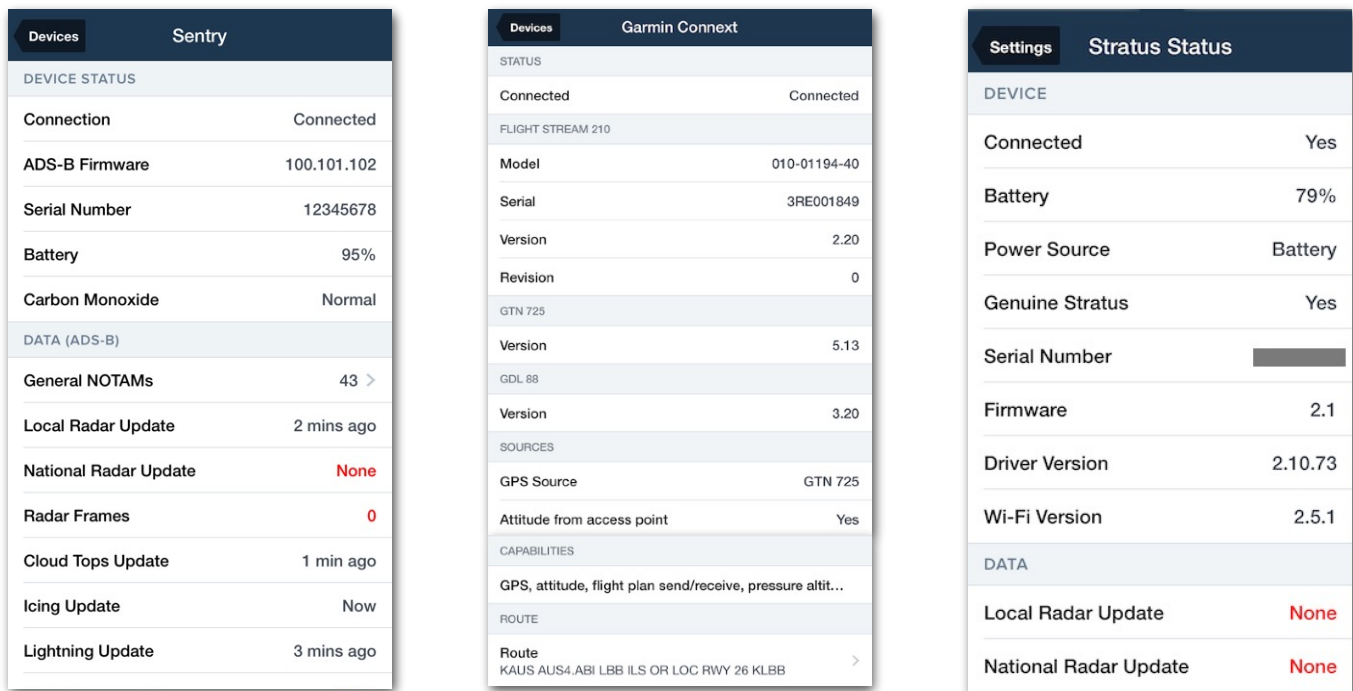 Devices Sentry
DEVICE STATUS
Connection Connected
ADS-B Firmware 100.101.102
Serial Number 12345678
Battery 95%
Carbon Monoxide Normal
DATA (ADS-B)
General NOTAMs 43 >
Local Radar Update 2 mins ago
National Radar Update None
Radar Frames 0
Cloud Tops Update 1 min ago
Icing Update Now
Lightning Update 3 mins ago
Devices Garmin Connext
STATUS
Connected Connected
FLIGHT STREAM 210
Model 010-01194-40
Serial 3RE001849
Version 2.20
Revision 0
GTN 725
Version 5.13
GDL 88
Version 3.20
SOURCES
GPS Source GTN 725
Attitude from access point Yes
CAPABILITIES
GPS, attitude, flight plan send/receive, pressure altit...
ROUTE
Route
KAUS AUS4.ABI LBB ILS OR LOC RWY 26 KLBB
Settings Stratus Status
DEVICE
Connected Yes
Battery 79%
Power Source Battery
Genuine Stratus Yes
Serial Number
Firmware 2.1
Driver Version 2.10.73
Wi-Fi Version 2.5.1
DATA
Local Radar Update None
National Radar Update None